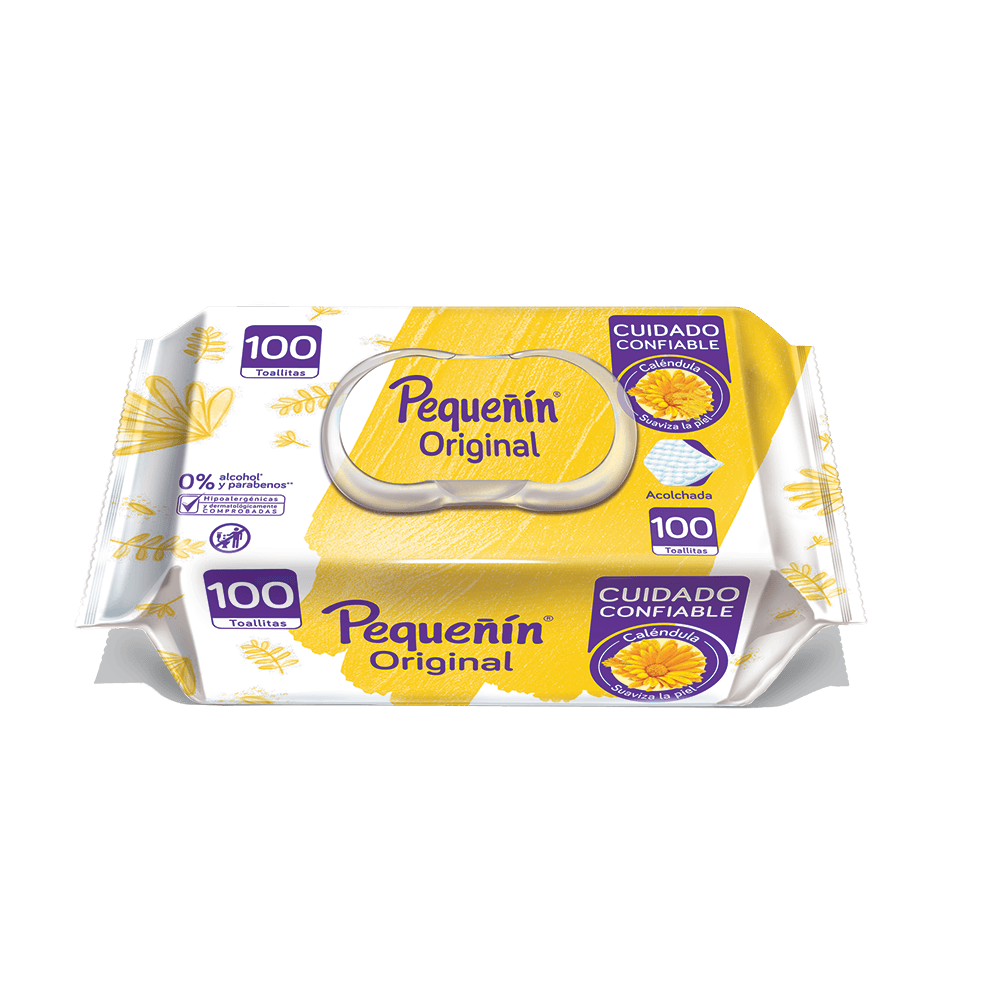 100
Toallitas
CUIDADO
CONFIABLE
Caléndula
Suaviza la piel
Pequeñín®
Original
Acolchada
0% alcohol*
y parabenos**
Hipoalergénicas
y dermatológicamente
COMPROBADAS
100
Toallitas
100
Toallitas
Pequeñín®
Original
CUIDADO
CONFIABLE
Caléndula
Suaviza la piel